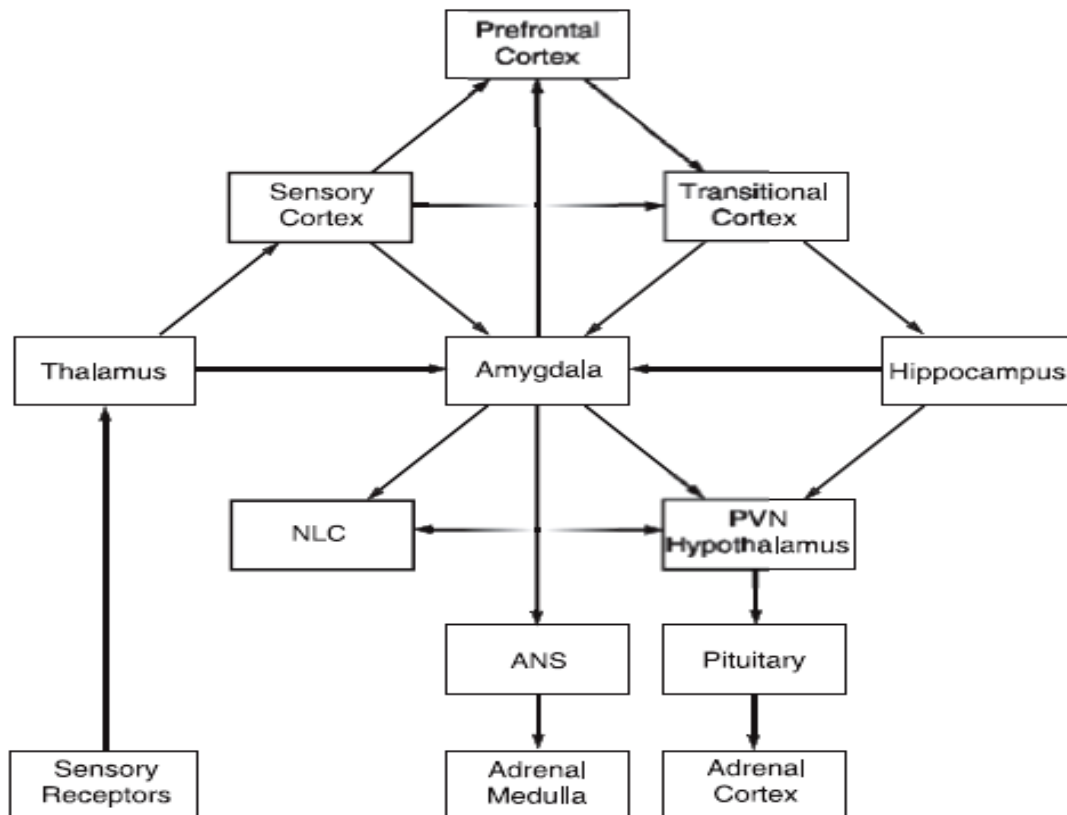 Prefrontal
Cortex
Sensory
Cortex
Transitional
Cortex
Thalamus
Amygdala
Hippocampus
NLC
PVN
Hypothalamus
ANS
Pituitary
Sensory
Receptors
Adrenal
Medulla
Adrenal
Cortex